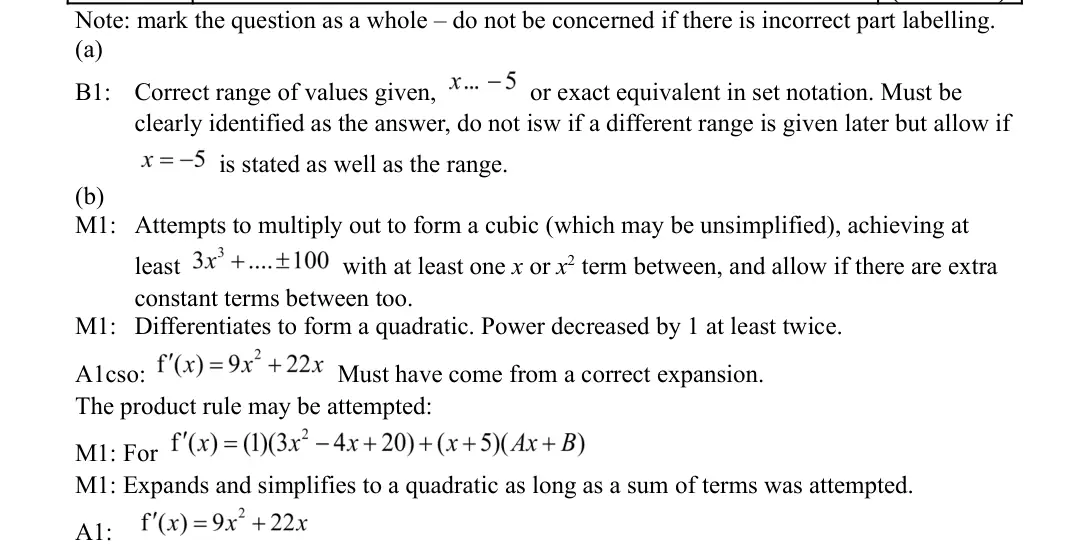 Note: mark the question as a whole – do not be concerned if there is incorrect part labelling.
(a)
B1: Correct range of values given, x... −5 or exact equivalent in set notation. Must be
clearly identified as the answer, do not isw if a different range is given later but allow if
x = −5 is stated as well as the range.
(b)
M1: Attempts to multiply out to form a cubic (which may be unsimplified), achieving at
least 3x³ + .... ±100 with at least one x or x² term between, and allow if there are extra
constant terms between too.
M1: Differentiates to form a quadratic. Power decreased by 1 at least twice.
A1cso: f′(x) = 9x² + 22x Must have come from a correct expansion.
The product rule may be attempted:
M1: For f′(x) = (1)(3x² − 4x + 20) + (x + 5)(Ax + B)
M1: Expands and simplifies to a quadratic as long as a sum of terms was attempted.
A1: f′(x) = 9x² + 22x